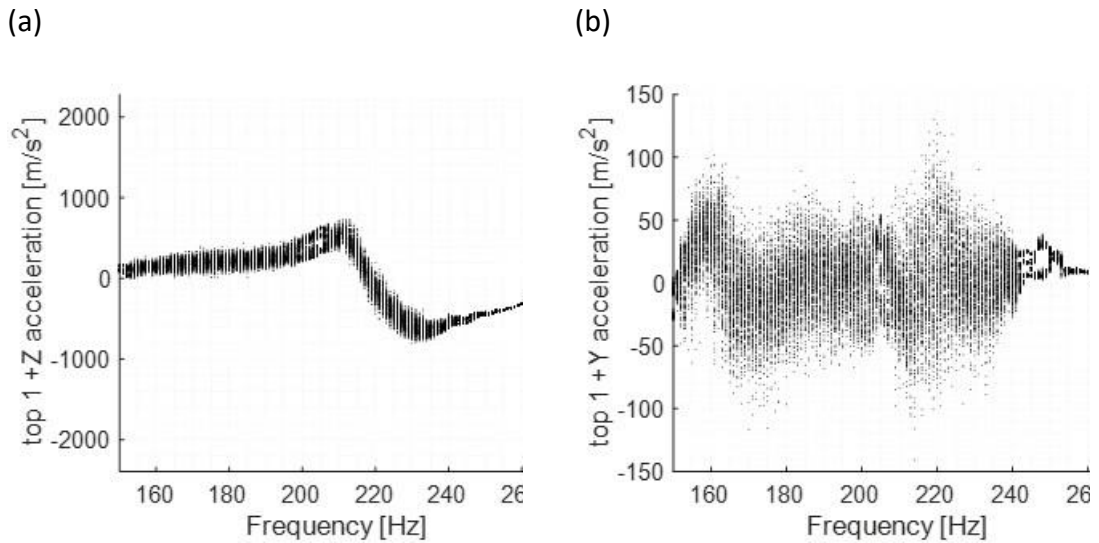 (a)
(b)
top 1 +Z acceleration [m/s²]
2000
1000
0
-1000
-2000
160 180 200 220 240 26
Frequency [Hz]
top 1 +Y acceleration [m/s²]
150
100
50
0
-50
-100
-150
160 180 200 220 240 26
Frequency [Hz]